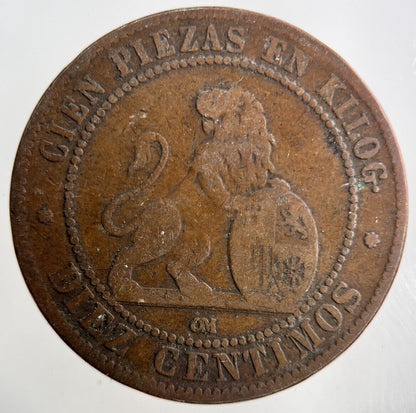 CIEN PIEZAS EN KILOG.
OM
DIEZ CENTIMOS